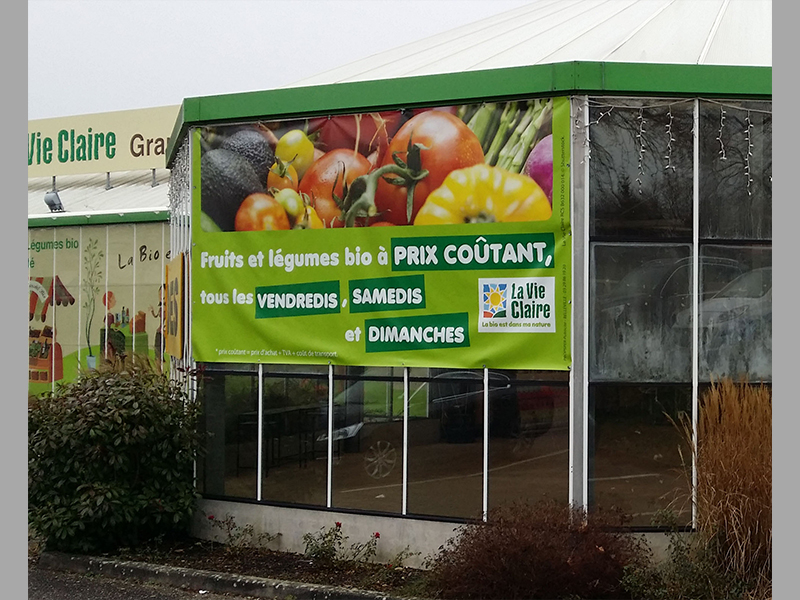 Vie Claire Gra
Légumes bio
La Bio e
ES
Fruits et légumes bio à PRIX COÛTANT,
tous les VENDREDIS, SAMEDIS
et DIMANCHES
La Vie
Claire
La bio est dans ma nature
* prix coûtant = prix d'achat + TVA + coût de transport